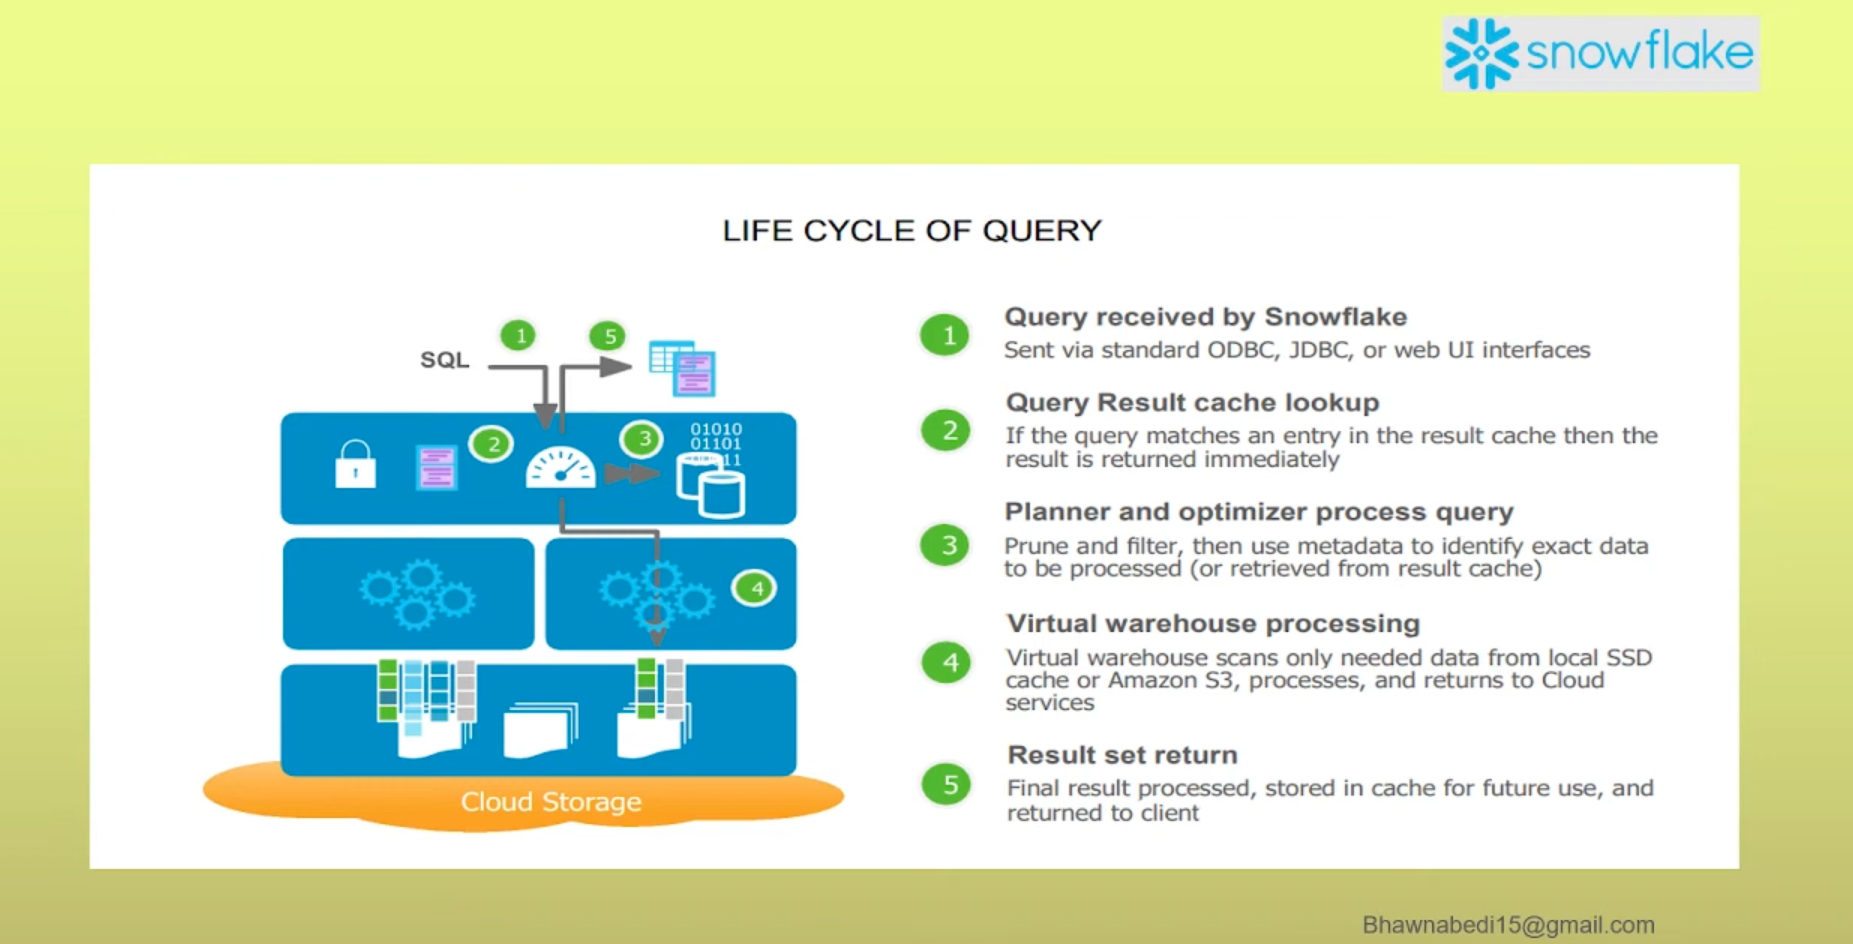 snowflake
LIFE CYCLE OF QUERY
SQL
1
5
2
3
01010
01101
11
4
Cloud Storage
1
Query received by Snowflake
Sent via standard ODBC, JDBC, or web UI interfaces
2
Query Result cache lookup
If the query matches an entry in the result cache then the
result is returned immediately
3
Planner and optimizer process query
Prune and filter, then use metadata to identify exact data
to be processed (or retrieved from result cache)
4
Virtual warehouse processing
Virtual warehouse scans only needed data from local SSD
cache or Amazon S3, processes, and returns to Cloud
services
5
Result set return
Final result processed, stored in cache for future use, and
returned to client
Bhawnabedi15@gmail.com